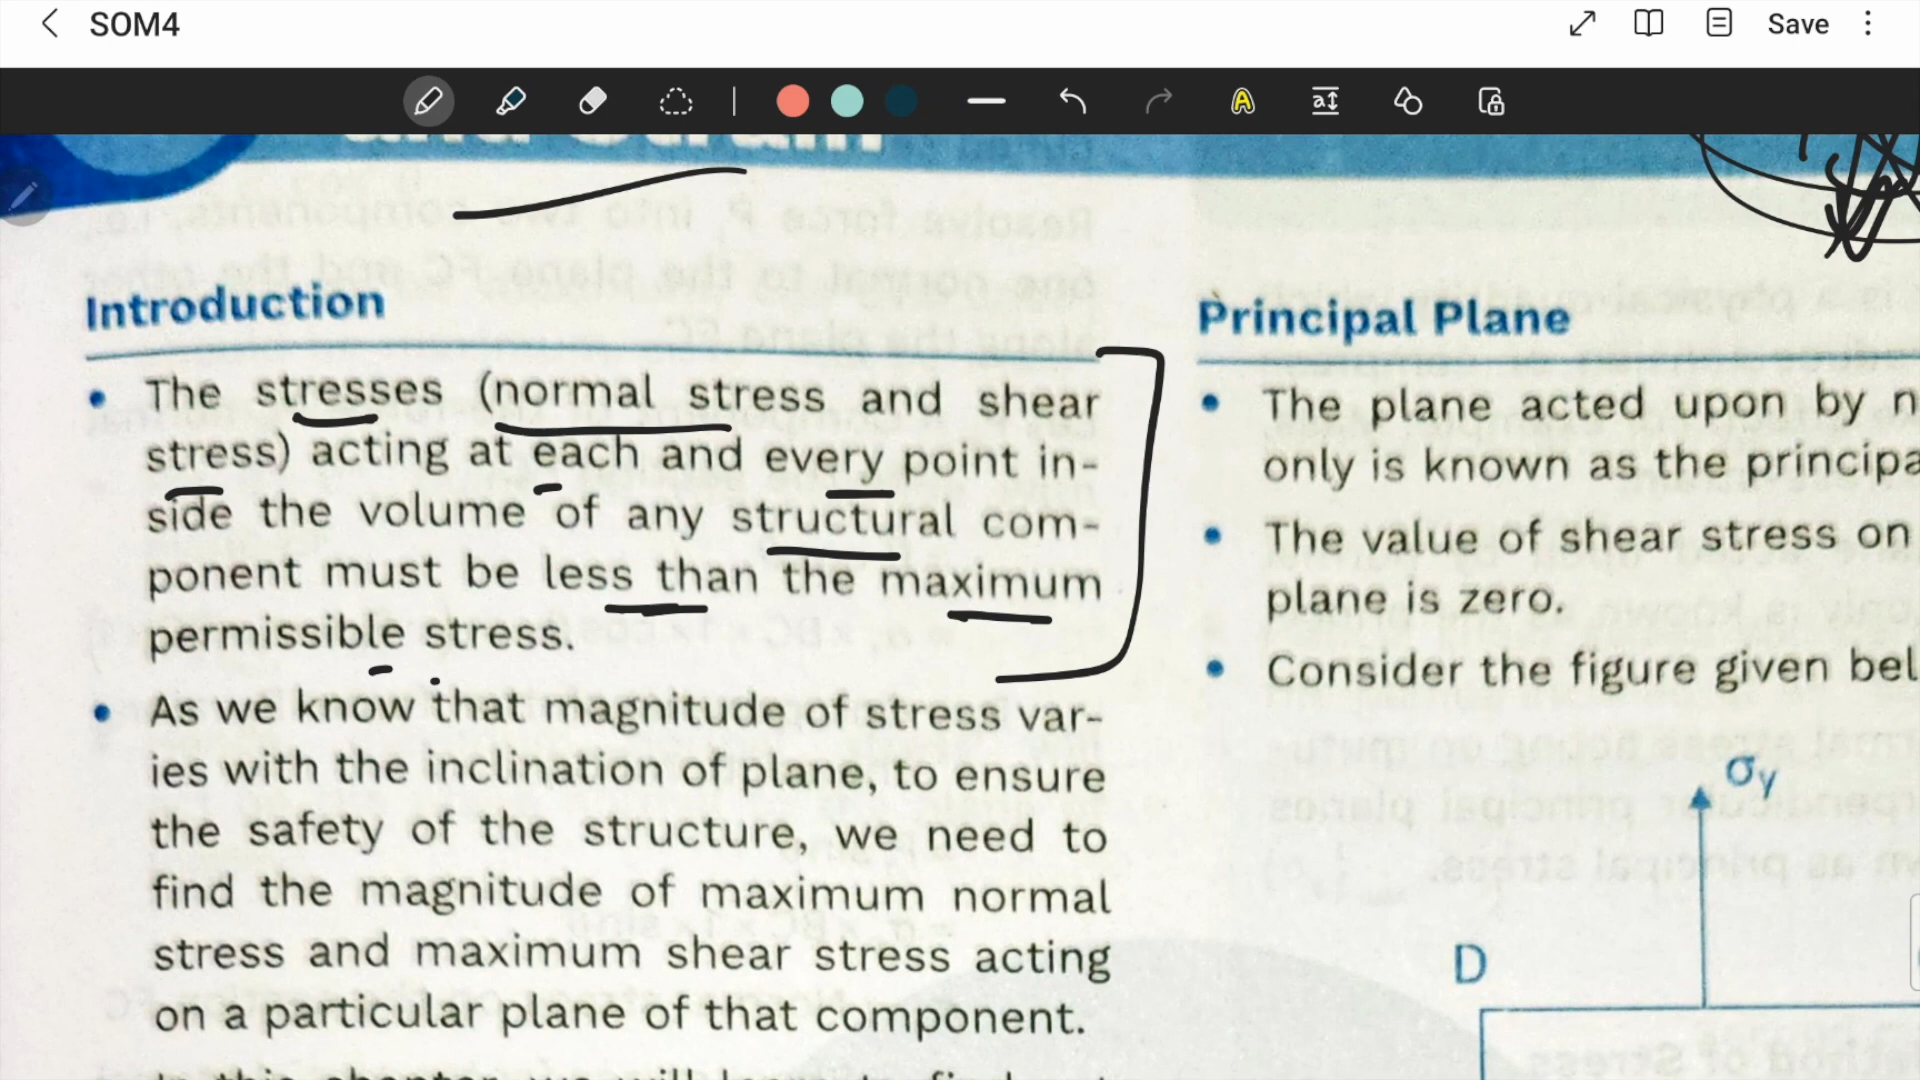 SOM4
Save
Introduction
• The stresses (normal stress and shear
stress) acting at each and every point in-
side the volume of any structural com-
ponent must be less than the maximum
permissible stress.
• As we know that magnitude of stress var-
ies with the inclination of plane, to ensure
the safety of the structure, we need to
find the magnitude of maximum normal
stress and maximum shear stress acting
on a particular plane of that component.
Principal Plane
• The plane acted upon by n
only is known as the principa
• The value of shear stress on
plane is zero.
• Consider the figure given bel
σy
D